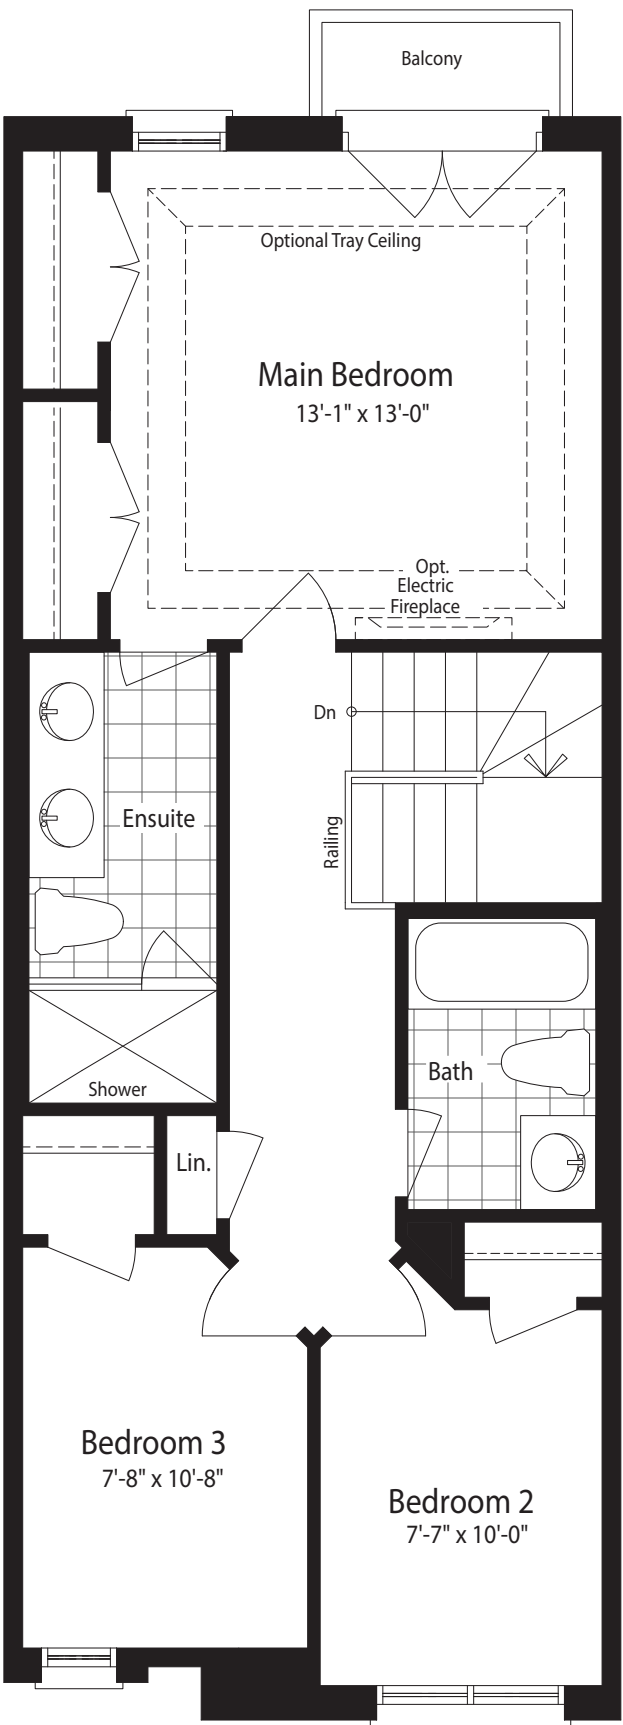 Balcony
Optional Tray Ceiling
Main Bedroom
13'-1" x 13'-0"
Opt.
Electric
Fireplace
Dn
Railing
Ensuite
Shower
Bath
Lin.
Bedroom 3
7'-8" x 10'-8"
Bedroom 2
7'-7" x 10'-0"